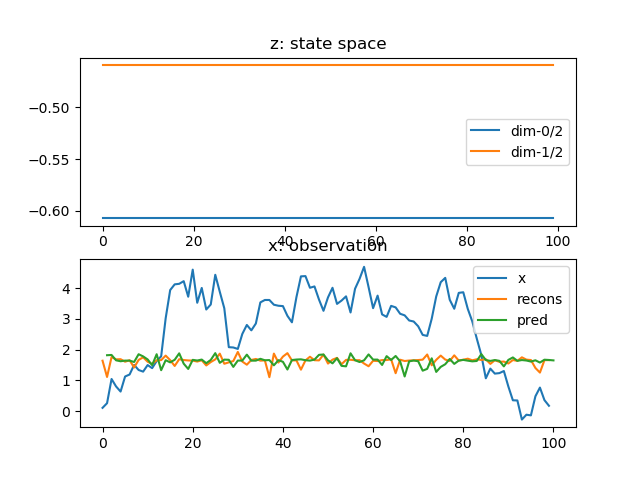 z: state space
−0.50
−0.55
−0.60
dim-0/2
dim-1/2
0 20 40 60 80 100
x: observation
4
3
2
1
0
x
recons
pred
0 20 40 60 80 100